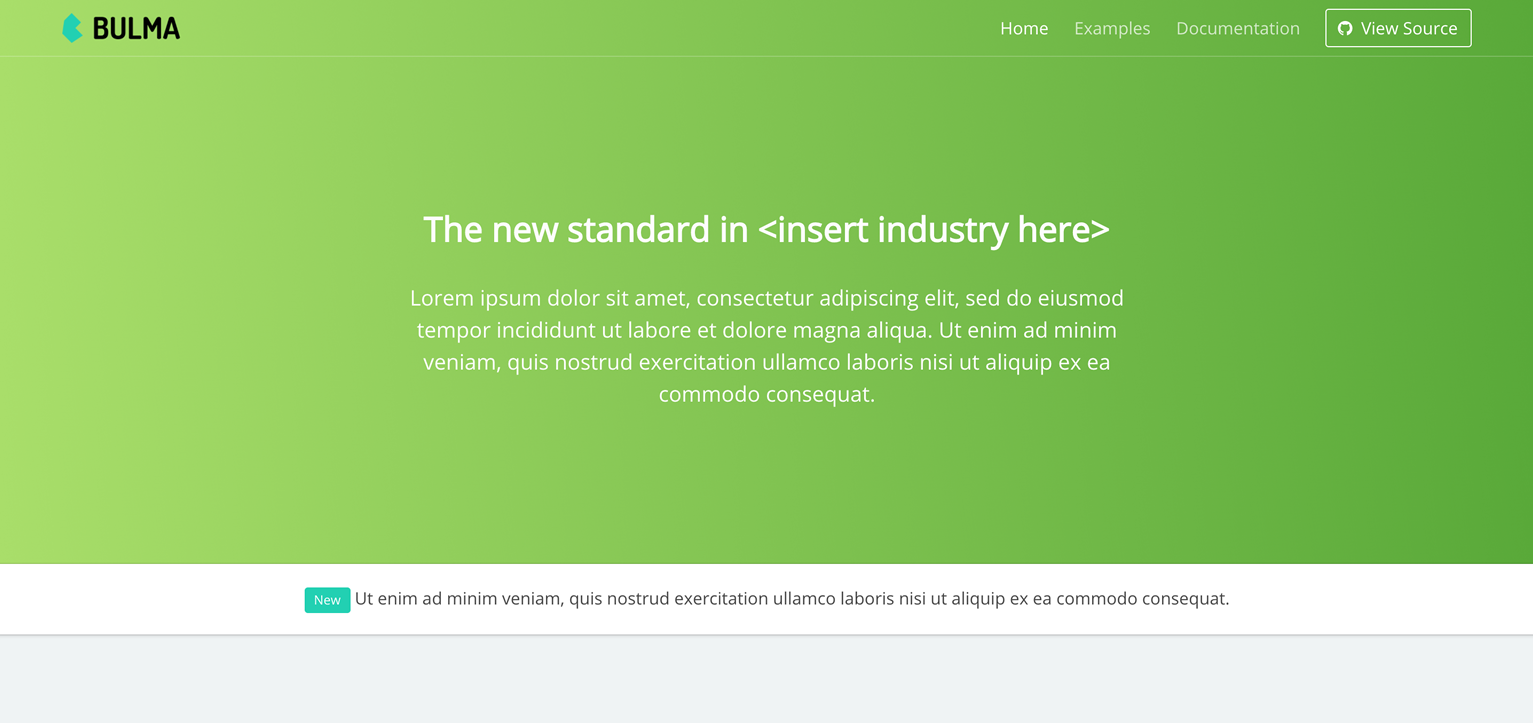 BULMA
Home
Examples
Documentation
View Source
The new standard in <insert industry here>
Lorem ipsum dolor sit amet, consectetur adipiscing elit, sed do eiusmod
tempor incididunt ut labore et dolore magna aliqua. Ut enim ad minim
veniam, quis nostrud exercitation ullamco laboris nisi ut aliquip ex ea
commodo consequat.
New Ut enim ad minim veniam, quis nostrud exercitation ullamco laboris nisi ut aliquip ex ea commodo consequat.